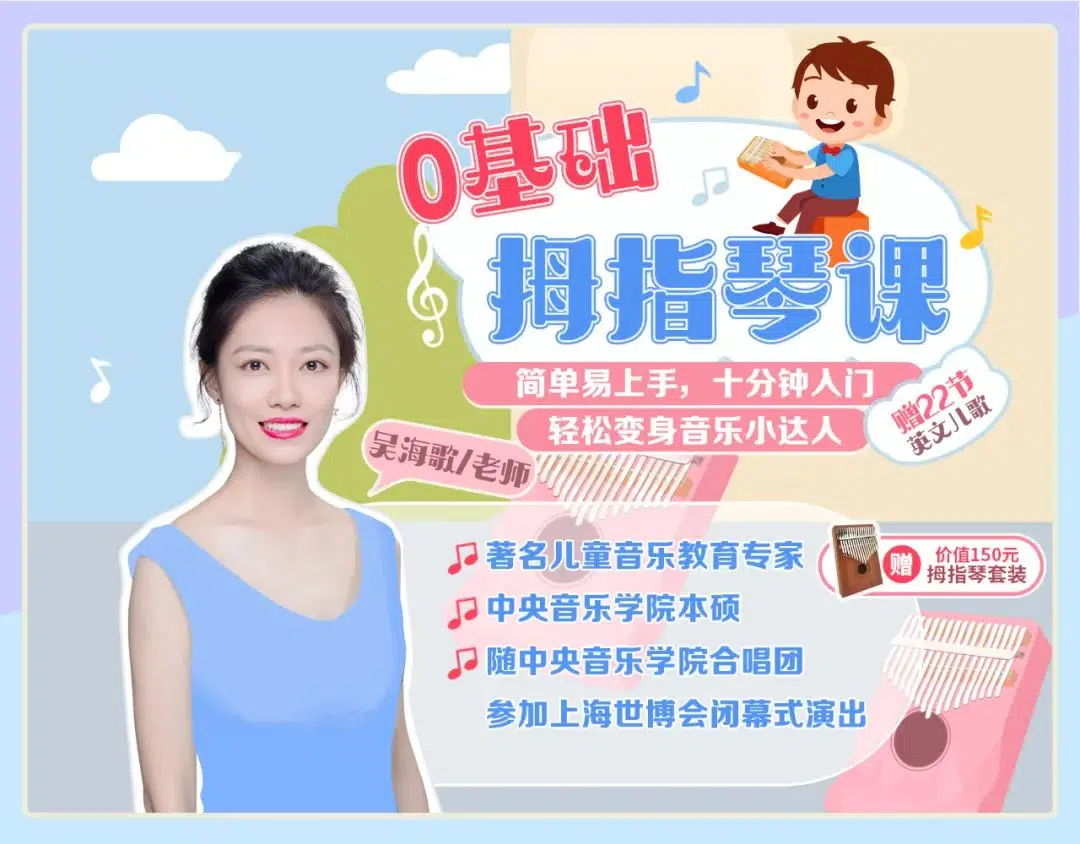 0基础
拇指琴课
简单易上手，十分钟入门
轻松变身音乐小达人
赠22节
英文儿歌
吴海歌/老师
著名儿童音乐教育专家
中央音乐学院本硕
随中央音乐学院合唱团
参加上海世博会闭幕式演出
赠
价值150元
拇指琴套装